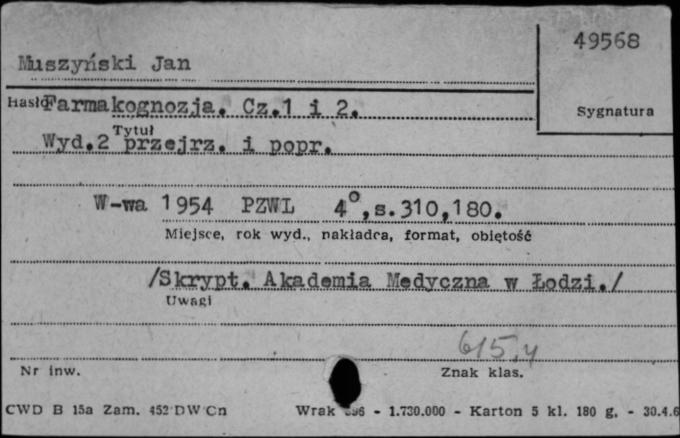 49568
Muszyński Jan
Hasło Farmakognozja. Cz.1 i 2.
Sygnatura
Tytuł
Wyd.2 przejrz. i popr.
W-wa 1954 PZWL 4°,s.310,180.
Miejsce, rok wyd., nakładca, format, objętość
/Skrypt. Akademia Medyczna w Łodzi./
Uwagi
615.4
Nr inw.
Znak klas.
CWD B 15a Zam. 452 DW Cn Wrak - 1.730.000 - Karton 5 kl. 180 g. - 30.4.6